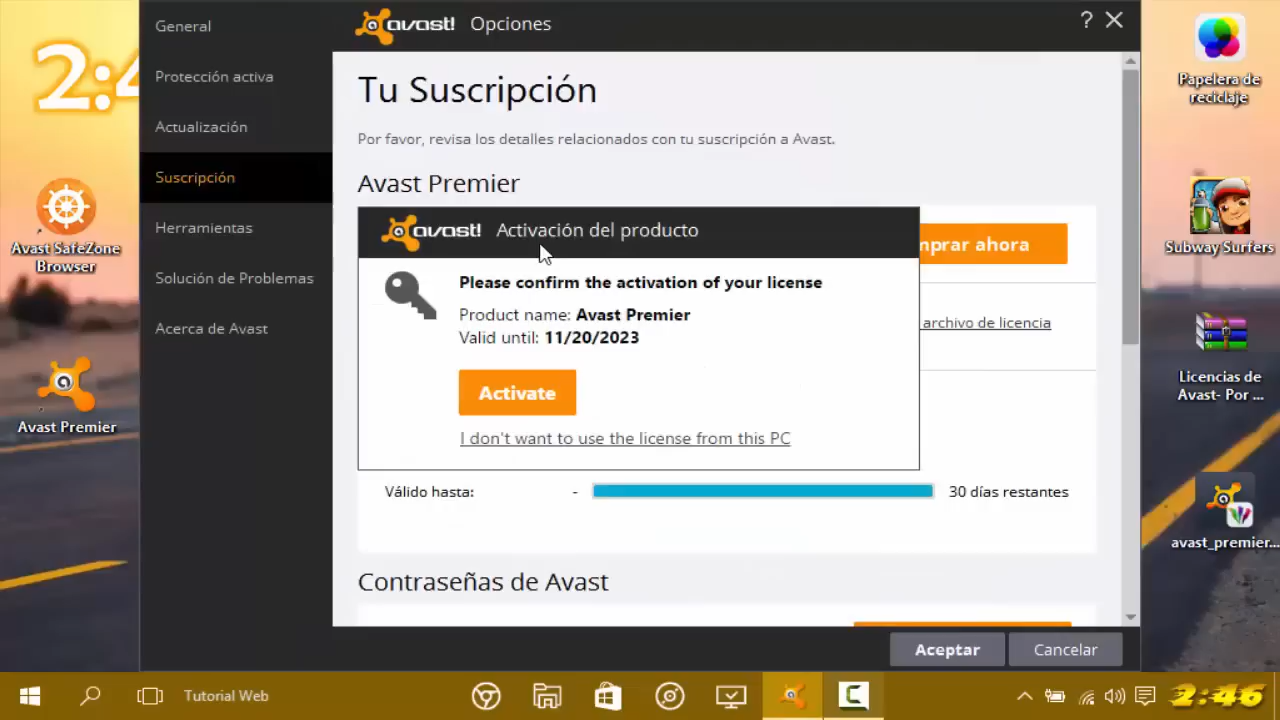 General
Protección activa
Actualización
Suscripción
Herramientas
Solución de Problemas
Acerca de Avast
avast! Opciones
?
Tu Suscripción
Por favor, revisa los detalles relacionados con tu suscripción a Avast.
Avast Premier
avast! Activación del producto
Please confirm the activation of your license
Product name: Avast Premier
Valid until: 11/20/2023
Activate
I don't want to use the license from this PC
ahora
archivo de licencia
Válido hasta: - 30 días restantes
Contraseñas de Avast
Aceptar
Cancelar
Avast SafeZone
Browser
Avast Premier
Papelera de
reciclaje
Subway Surfers
Licencias de
Avast- Por ...
avast_premier...
Tutorial Web
2:46